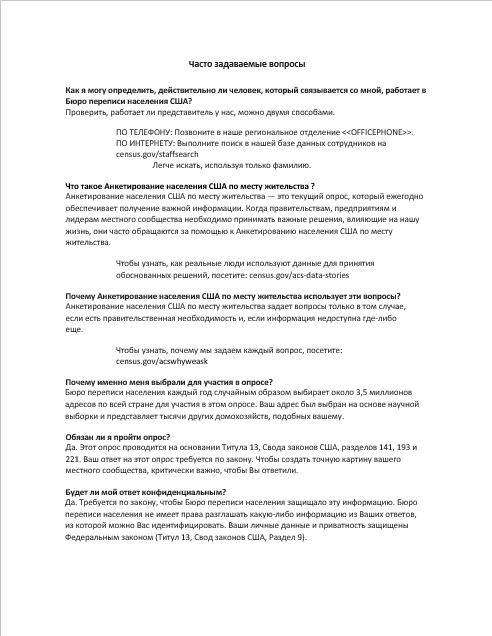 Часто задаваемые вопросы
Как я могу определить, действительно ли человек, который связывается со мной, работает в
Бюро переписи населения США?
Проверить, работает ли представитель у нас, можно двумя способами.
ПО ТЕЛЕФОНУ: Позвоните в наше региональное отделение <<OFFICEPHONE>>.
ПО ИНТЕРНЕТУ: Выполните поиск в нашей базе данных сотрудников на
census.gov/staffsearch
Легче искать, используя только фамилию.
Что такое Анкетирование населения США по месту жительства ?
Анкетирование населения США по месту жительства — это текущий опрос, который ежегодно
обеспечивает получение важной информации. Когда правительствам, предприятиям и
лидерам местного сообщества необходимо принимать важные решения, влияющие на нашу
жизнь, они часто обращаются за помощью к Анкетированию населения США по месту
жительства.
Чтобы узнать, как реальные люди используют данные для принятия
обоснованных решений, посетите: census.gov/acs-data-stories
Почему Анкетирование населения США по месту жительства использует эти вопросы?
Анкетирование населения США по месту жительства задает вопросы только в том случае,
если есть правительственная необходимость и, если информация недоступна где-либо
еще.
Чтобы узнать, почему мы задаем каждый вопрос, посетите:
census.gov/acswhyweask
Почему именно меня выбрали для участия в опросе?
Бюро переписи населения каждый год случайным образом выбирает около 3,5 миллионов
адресов по всей стране для участия в этом опросе. Ваш адрес был выбран на основе научной
выборки и представляет тысячи других домохозяйств, подобных вашему.
Обязан ли я пройти опрос?
Да. Этот опрос проводится на основании Титула 13, Свода законов США, разделов 141, 193 и
221. Ваш ответ на этот опрос требуется по закону. Чтобы создать точную картину вашего
местного сообщества, критически важно, чтобы Вы ответили.
Будет ли мой ответ конфиденциальным?
Да. Требуется по закону, чтобы Бюро переписи населения защищало эту информацию. Бюро
переписи населения не имеет права разглашать какую-либо информацию из Ваших ответов,
из которой можно Вас идентифицировать. Ваши личные данные и приватность защищены
Федеральным законом (Титул 13, Свод законов США, Раздел 9).